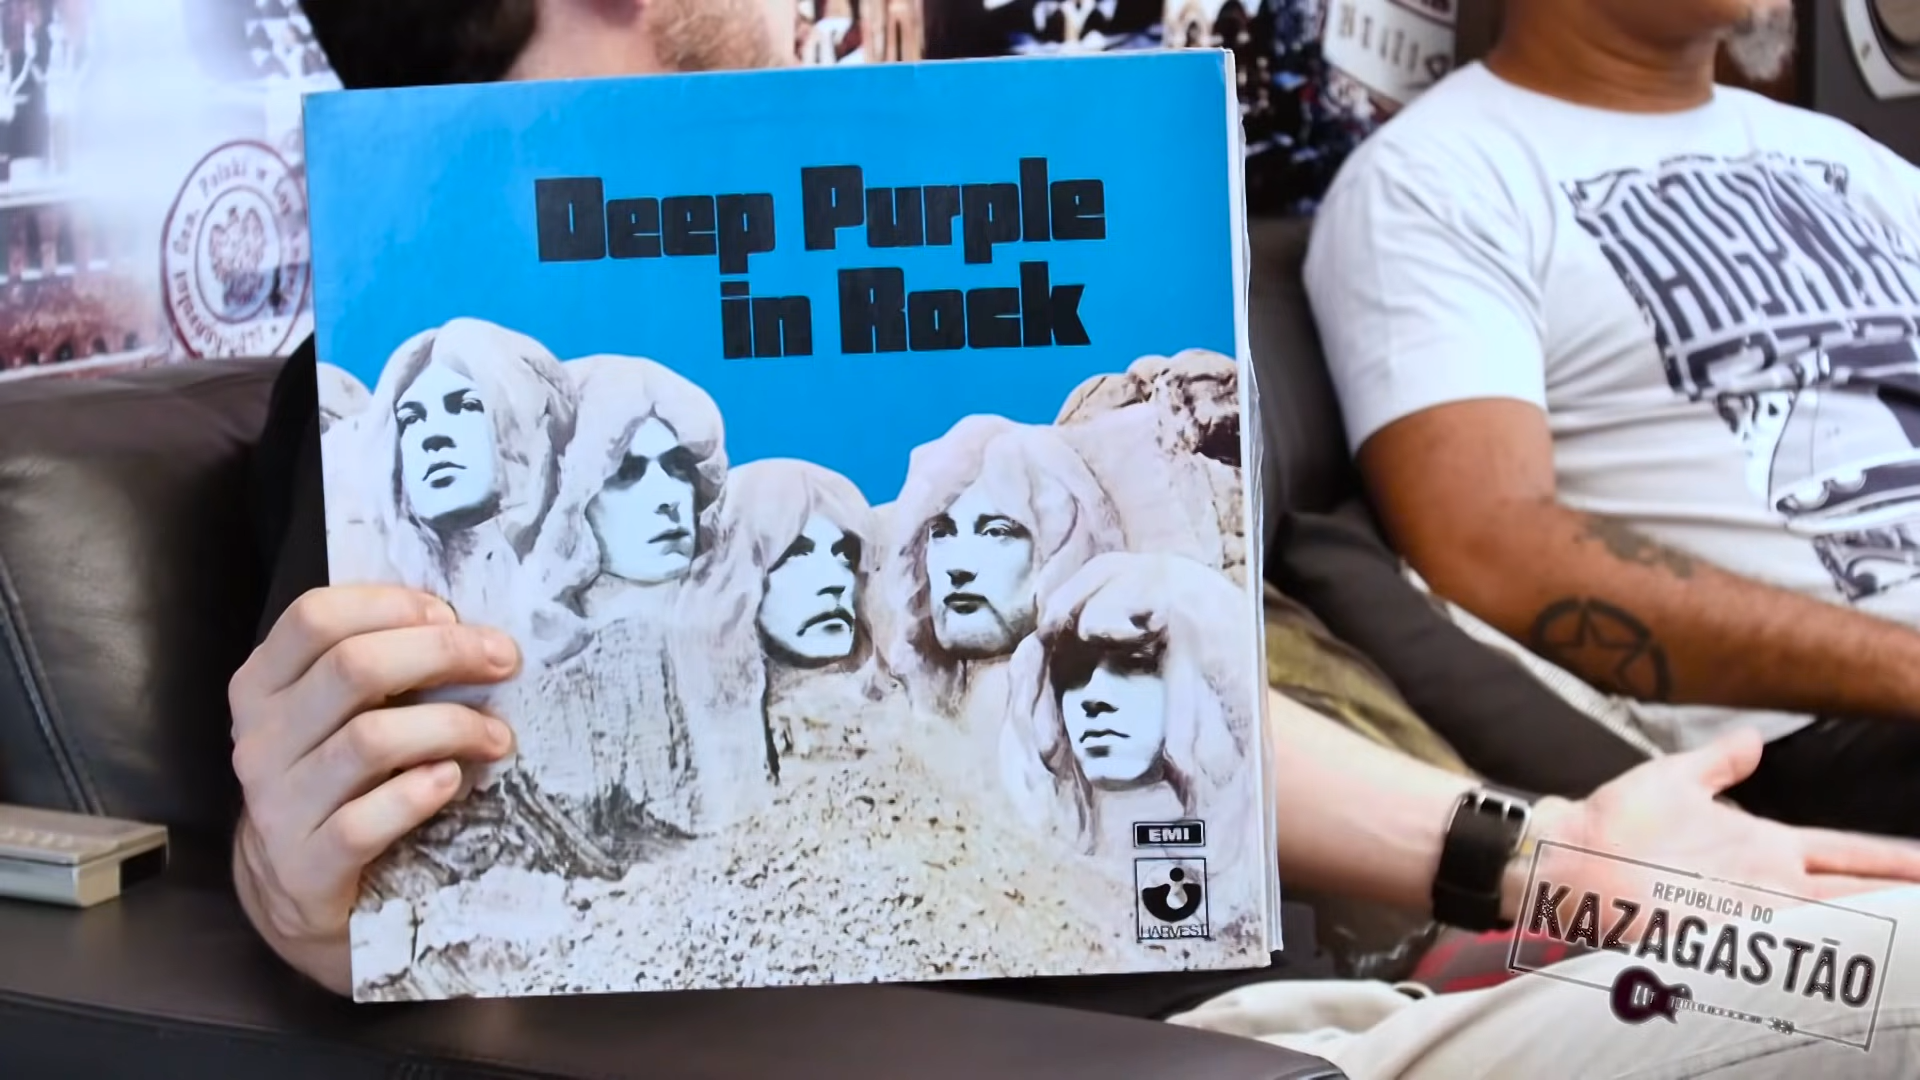 Deep Purple
in Rock
EMI
HARVEST
REPÚBLICA DO
KAZAGASTÃO